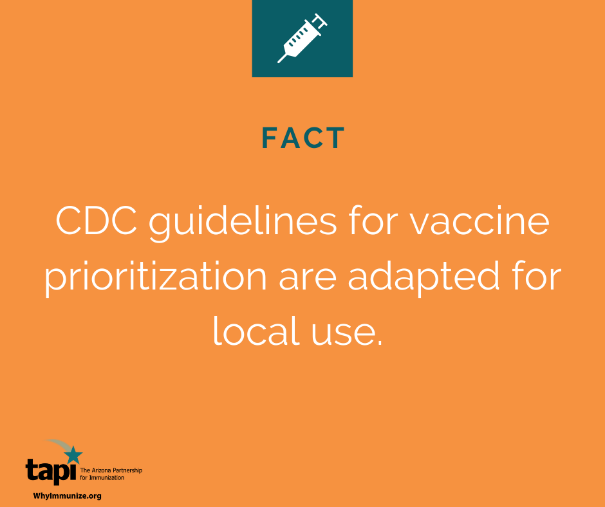 FACT
CDC guidelines for vaccine
prioritization are adapted for
local use.
tapi
The Arizona Partnership
for Immunization
WhyImmunize.org